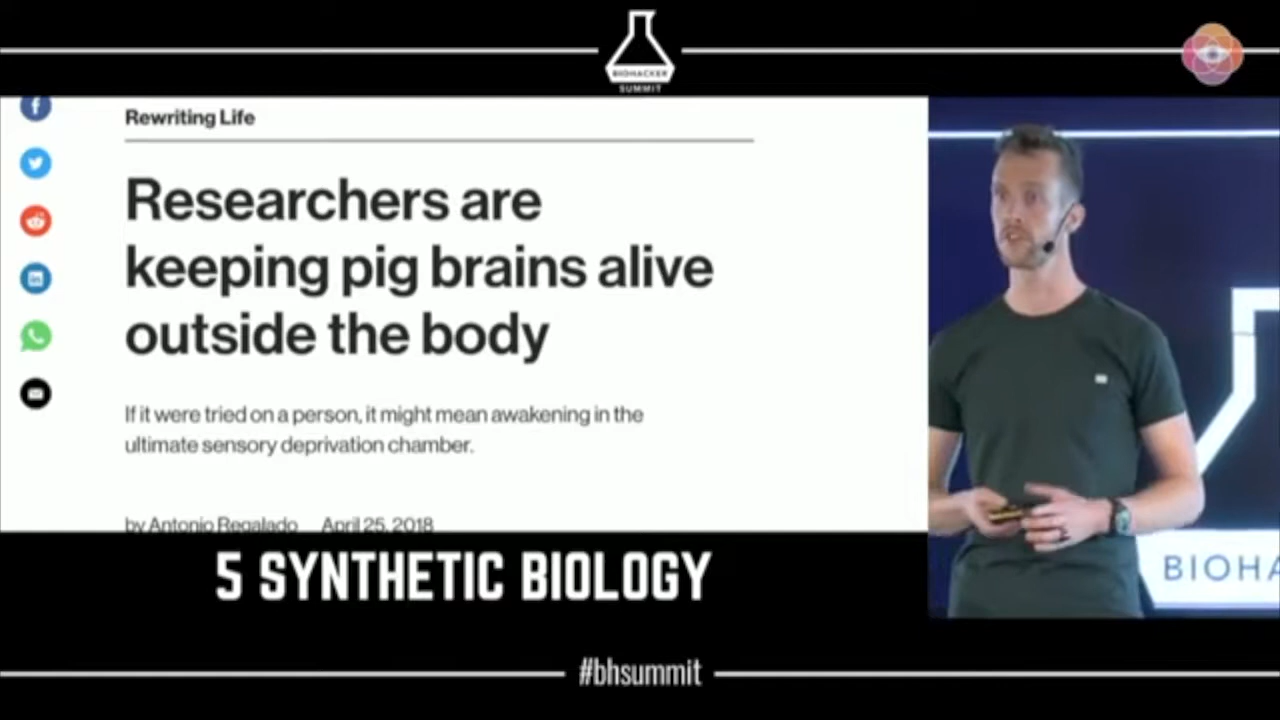 BIOHACKER
SUMMIT
Rewriting Life
Researchers are
keeping pig brains alive
outside the body
If it were tried on a person, it might mean awakening in the
ultimate sensory deprivation chamber.
by Antonio Regalado April 25, 2018
5 SYNTHETIC BIOLOGY
BIOHA
#bhsummit